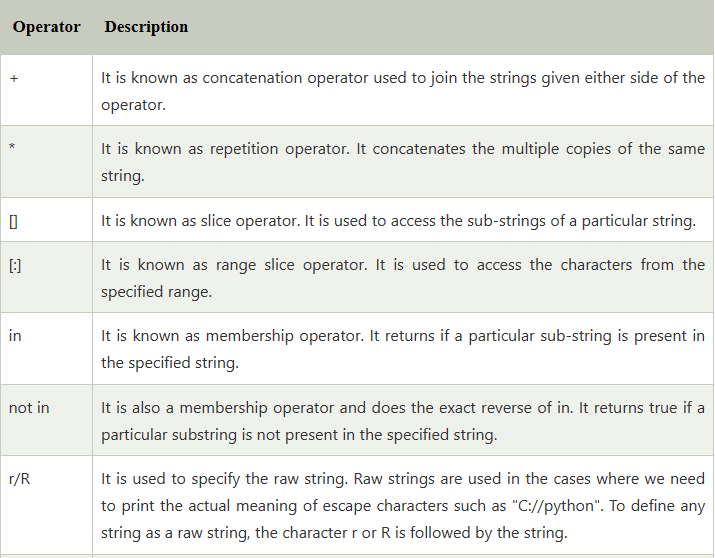 Operator Description
+ It is known as concatenation operator used to join the strings given either side of the
operator.
* It is known as repetition operator. It concatenates the multiple copies of the same
string.
[] It is known as slice operator. It is used to access the sub-strings of a particular string.
[:] It is known as range slice operator. It is used to access the characters from the
specified range.
in It is known as membership operator. It returns if a particular sub-string is present in
the specified string.
not in It is also a membership operator and does the exact reverse of in. It returns true if a
particular substring is not present in the specified string.
r/R It is used to specify the raw string. Raw strings are used in the cases where we need
to print the actual meaning of escape characters such as "C://python". To define any
string as a raw string, the character r or R is followed by the string.